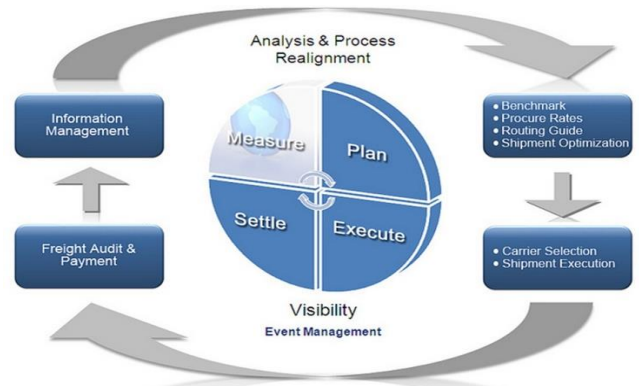 Analysis & Process
Realignment
Information
Management
• Benchmark
• Procure Rates
• Routing Guide
• Shipment Optimization
Measure
Plan
Settle
Execute
Freight Audit &
Payment
• Carrier Selection
• Shipment Execution
Visibility
Event Management